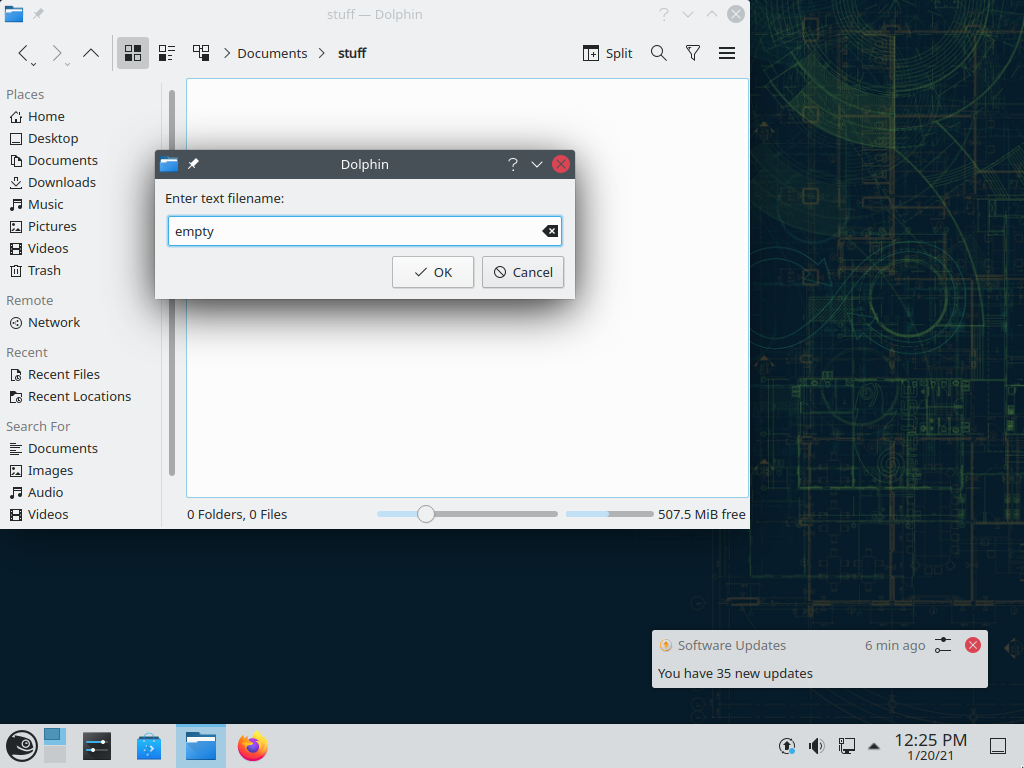 stuff — Dolphin
Split
Documents
stuff
Places
Home
Desktop
Documents
Downloads
Music
Pictures
Videos
Trash
Remote
Network
Recent
Recent Files
Recent Locations
Search For
Documents
Images
Audio
Videos
Dolphin
Enter text filename:
empty
OK
Cancel
0 Folders, 0 Files
507.5 MiB free
Software Updates
6 min ago
You have 35 new updates
12:25 PM
1/20/21